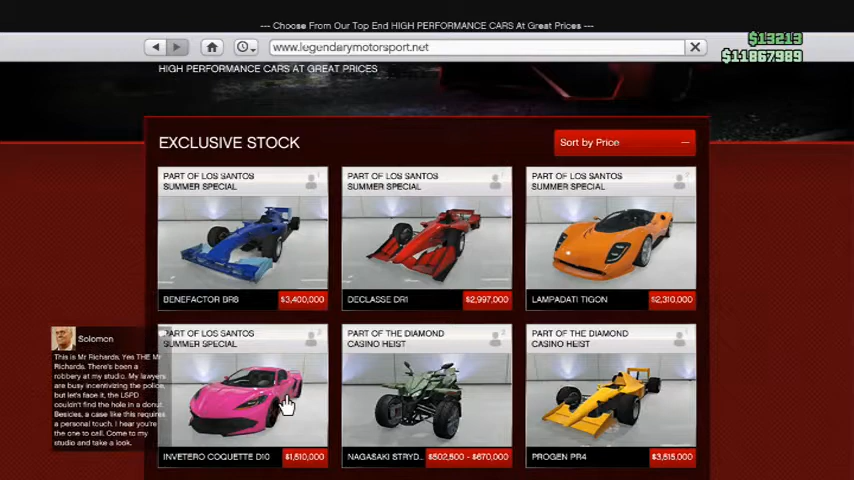 --- Choose From Our Top End HIGH PERFORMANCE CARS At Great Prices ---
www.legendarymotorsport.net
$13213
$11867989
HIGH PERFORMANCE CARS AT GREAT PRICES
EXCLUSIVE STOCK
Sort by Price
PART OF LOS SANTOS
SUMMER SPECIAL
BENEFACTOR BR8
$3,400,000
PART OF LOS SANTOS
SUMMER SPECIAL
DECLASSE DR1
$2,997,000
PART OF LOS SANTOS
SUMMER SPECIAL
LAMPADATI TIGON
$2,310,000
PART OF LOS SANTOS
SUMMER SPECIAL
INVETERO COQUETTE D10
$1,510,000
PART OF THE DIAMOND
CASINO HEIST
NAGASAKI STRYD...
$502,500 - $670,000
PART OF THE DIAMOND
CASINO HEIST
PROGEN PR4
$3,515,000
Solomon
This is Mr Richards, Yes THE Mr
Richards. There's been a
robbery at my studio. My lawyers
are busy incentivizing the police,
but let's face it, the LSPD
couldn't find the hole in a donut.
Besides, a case like this requires
a personal touch. I hear you're
the one to call. Come to my
studio and take a look.